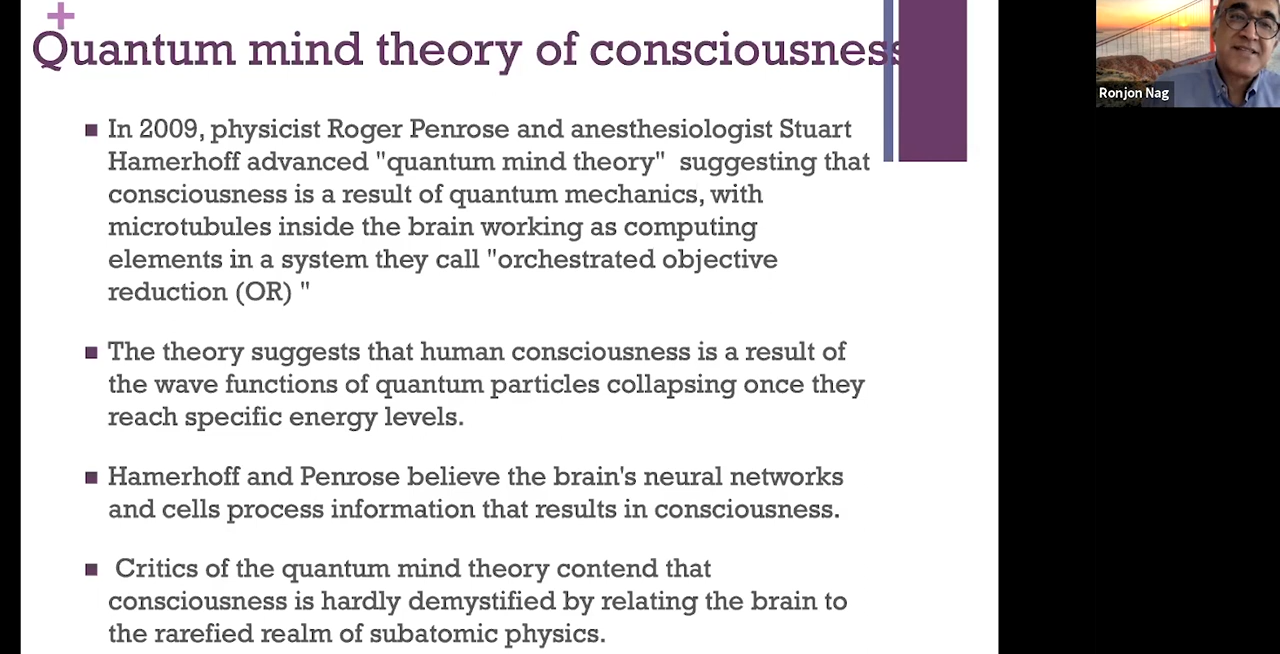 +
Quantum mind theory of consciousness
In 2009, physicist Roger Penrose and anesthesiologist Stuart
Hamerhoff advanced "quantum mind theory"  suggesting that
consciousness is a result of quantum mechanics, with
microtubules inside the brain working as computing
elements in a system they call "orchestrated objective
reduction (OR) "
The theory suggests that human consciousness is a result of
the wave functions of quantum particles collapsing once they
reach specific energy levels.
Hamerhoff and Penrose believe the brain's neural networks
and cells process information that results in consciousness.
Critics of the quantum mind theory contend that
consciousness is hardly demystified by relating the brain to
the rarefied realm of subatomic physics.
Ronjon Nag